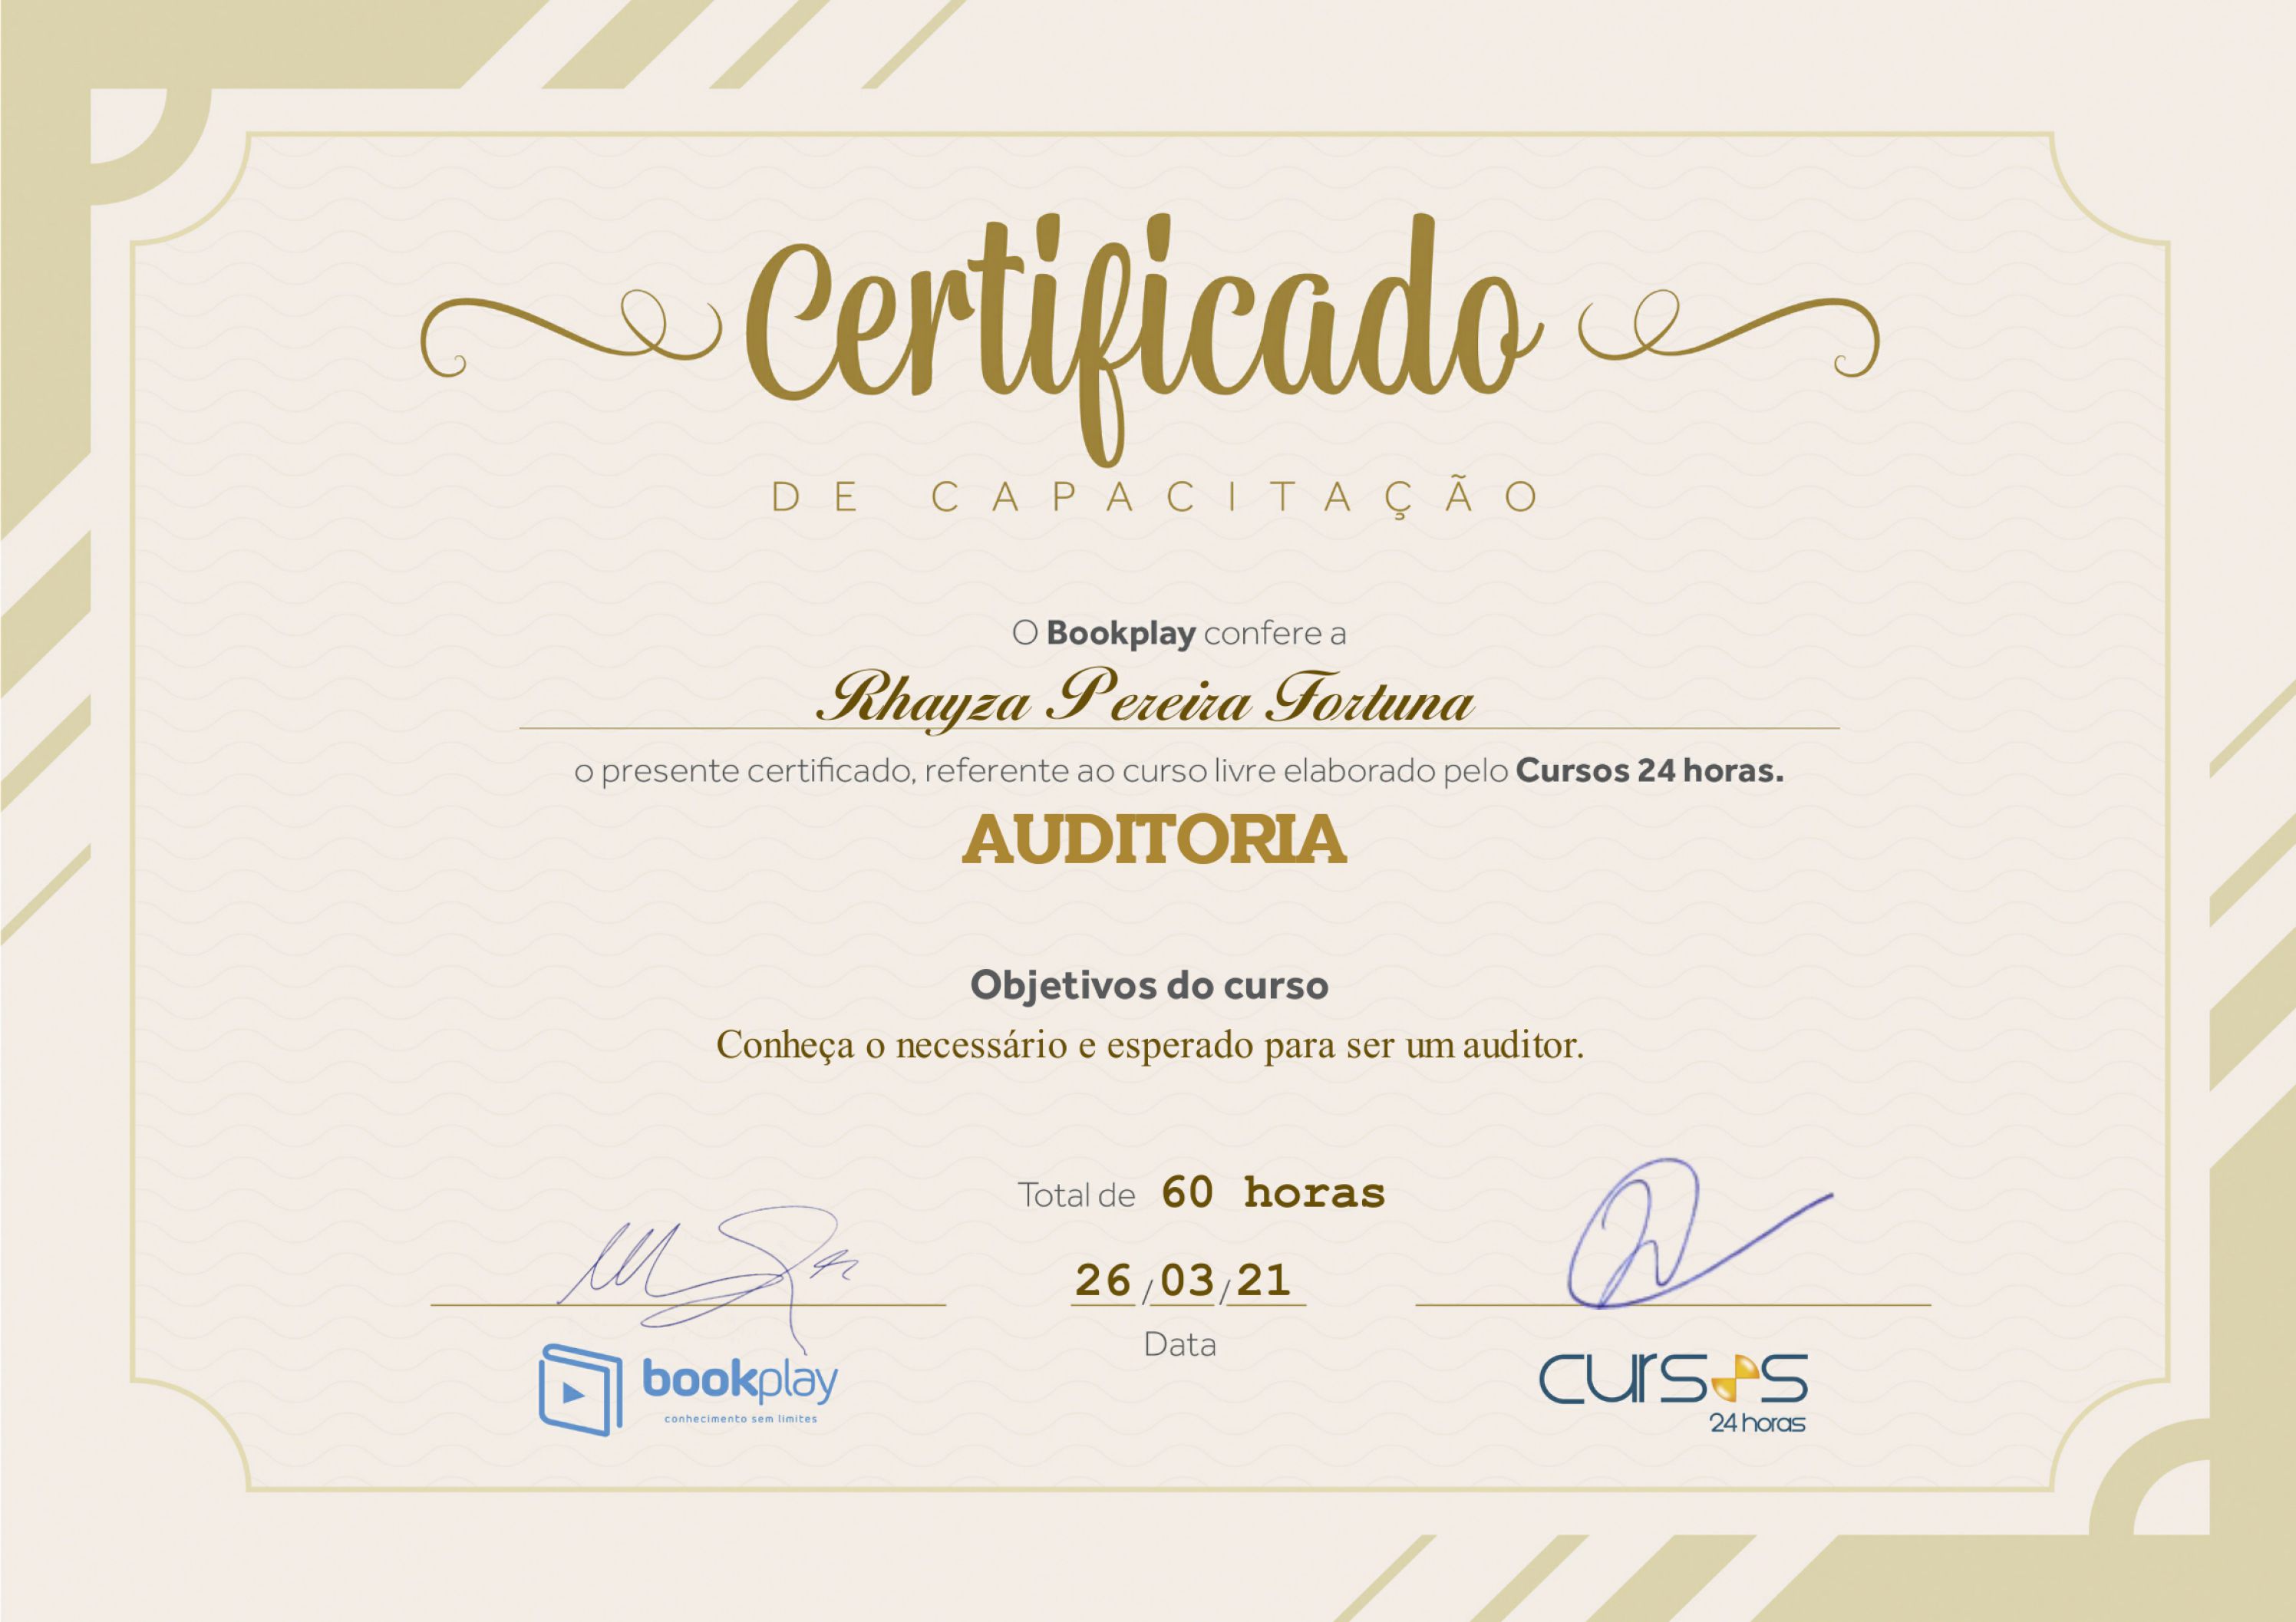 Certificado
DE CAPACITAÇÃO
O Bookplay confere a
Rhayza Pereira Fortuna
o presente certificado, referente ao curso livre elaborado pelo Cursos 24 horas.
AUDITORIA
Objetivos do curso
Conheça o necessário e esperado para ser um auditor.
Total de 60 horas
26/03/21
Data
bookplay
conhecimento sem limites
cursos
24 horas